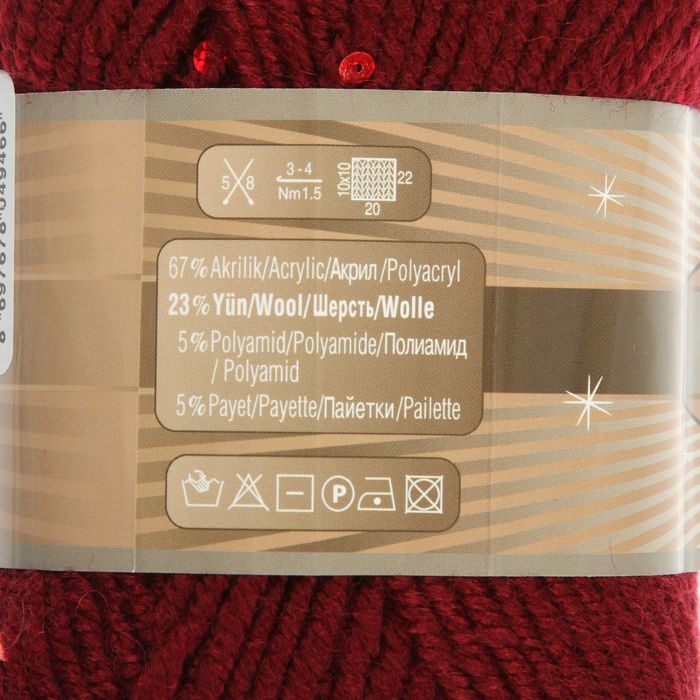 5 8
3-4
Nm1.5
10x10
22
20
67% Akrilik/Acrylic/Акрил/Polyacryl
23% Yün/Wool/Шерсть/Wolle
5% Polyamid/Polyamide/Полиамид
/ Polyamid
5% Payet/Payette/Пайетки/Pailette
P